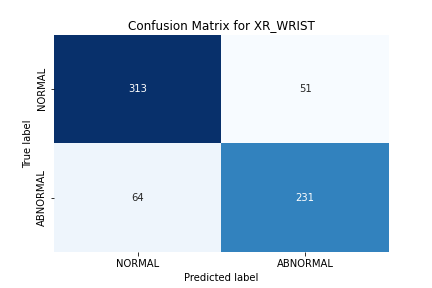 Confusion Matrix for XR_WRIST
True label
NORMAL
313
51
ABNORMAL
64
231
NORMAL
ABNORMAL
Predicted label